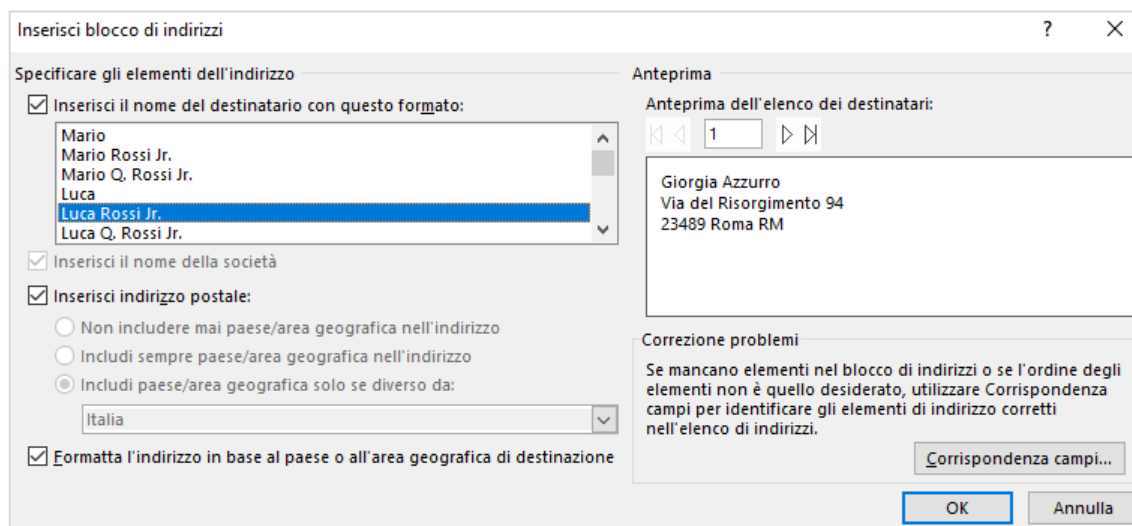 Inserisci blocco di indirizzi
?
Specificare gli elementi dell'indirizzo
Inserisci il nome del destinatario con questo formato:
Mario
Mario Rossi Jr.
Mario Q. Rossi Jr.
Luca
Luca Rossi Jr.
Luca Q. Rossi Jr.
Inserisci il nome della società
Inserisci indirizzo postale:
Non includere mai paese/area geografica nell'indirizzo
Includi sempre paese/area geografica nell'indirizzo
Includi paese/area geografica solo se diverso da:
Italia
Formatta l'indirizzo in base al paese o all'area geografica di destinazione
Anteprima
Anteprima dell'elenco dei destinatari:
1
Giorgia Azzurro
Via del Risorgimento 94
23489 Roma RM
Correzione problemi
Se mancano elementi nel blocco di indirizzi o se l'ordine degli
elementi non è quello desiderato, utilizzare Corrispondenza
campi per identificare gli elementi di indirizzo corretti
nell'elenco di indirizzi.
Corrispondenza campi...
OK
Annulla